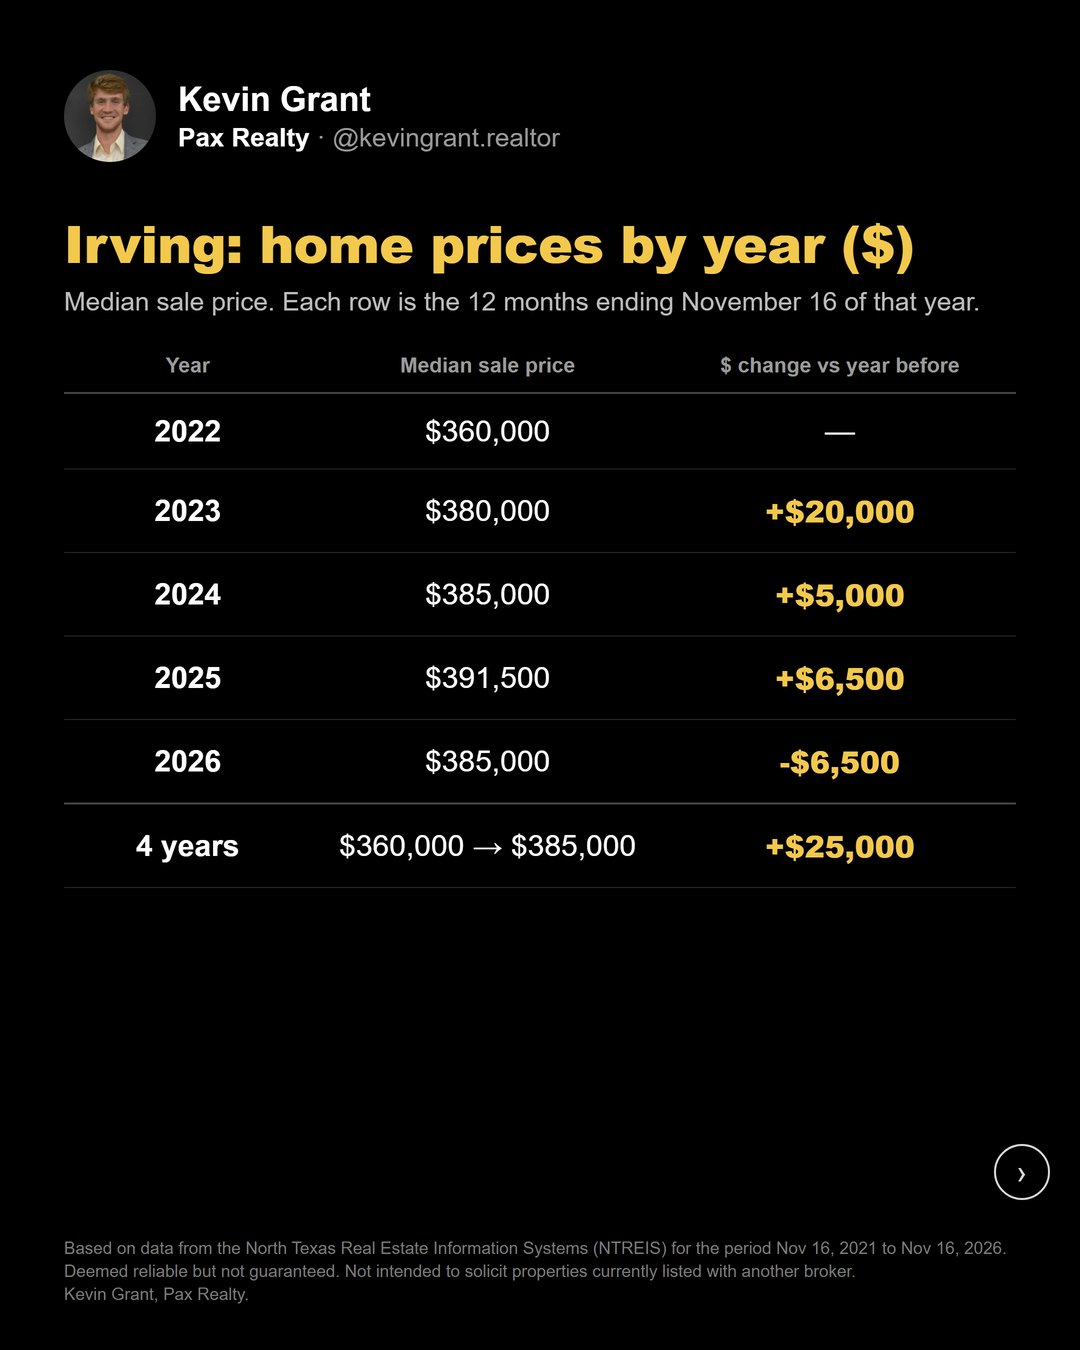 Kevin Grant
Pax Realty · @kevingrant.realtor
Irving: home prices by year ($)
Median sale price. Each row is the 12 months ending November 16 of that year.
Year Median sale price $ change vs year before
2022 $360,000 —
2023 $380,000 +$20,000
2024 $385,000 +$5,000
2025 $391,500 +$6,500
2026 $385,000 -$6,500
4 years $360,000 → $385,000 +$25,000
›
Based on data from the North Texas Real Estate Information Systems (NTREIS) for the period Nov 16, 2021 to Nov 16, 2026.
Deemed reliable but not guaranteed. Not intended to solicit properties currently listed with another broker.
Kevin Grant, Pax Realty.